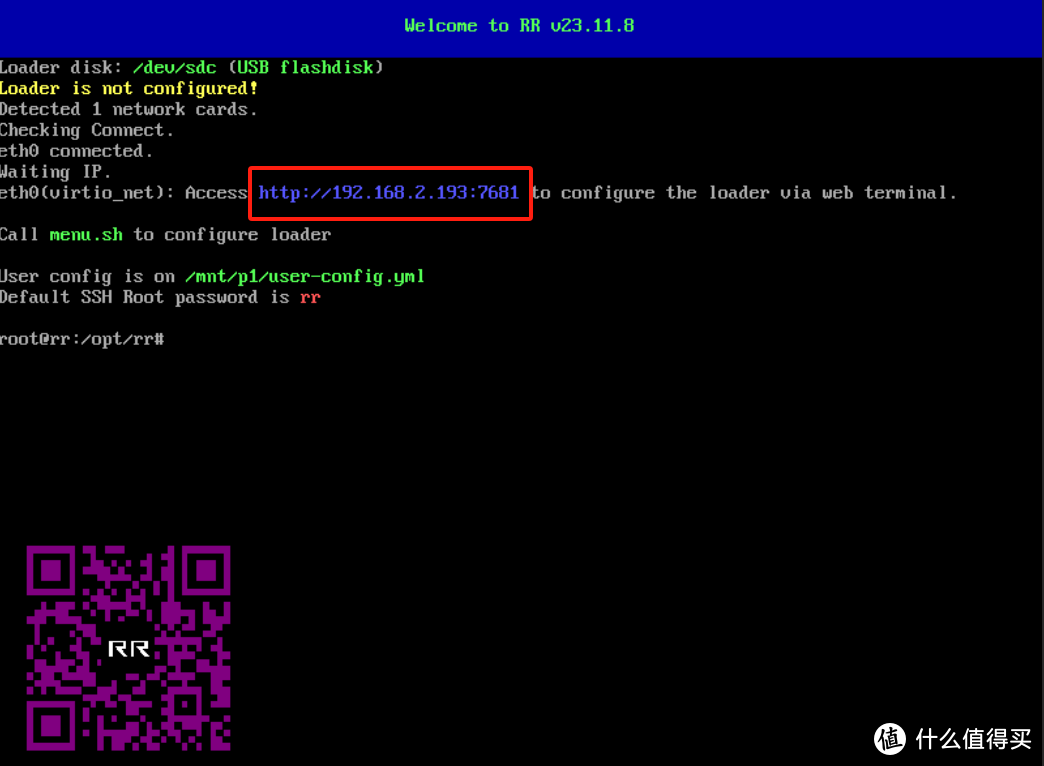 Welcome to RR v23.11.8
Loader disk: /dev/sdc (USB flashdisk)
Loader is not configured!
Detected 1 network cards.
Checking Connect.
eth0 connected.
Waiting IP.
eth0(virtio_net): Access http://192.168.2.193:7681 to configure the loader via web terminal.
Call menu.sh to configure loader
User config is on /mnt/p1/user-config.yml
Default SSH Root password is rr
root@rr:/opt/rr#
RR
值 什么值得买